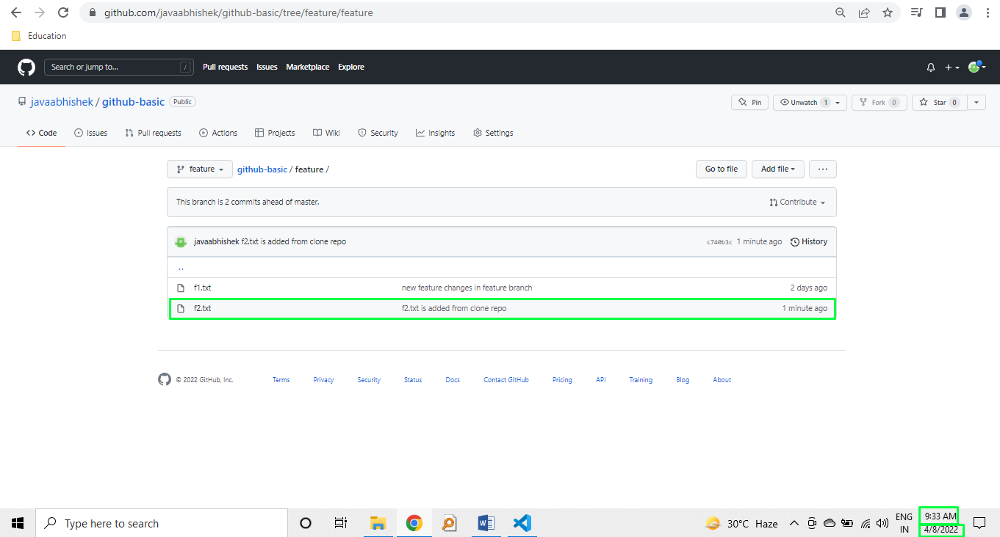 github.com/javaabhishek/github-basic/tree/feature/feature
Education
Search or jump to... / Pull requests Issues Marketplace Explore
javaabhishek / github-basic Public Pin Unwatch 1 Fork 0 Star 0
Code Issues Pull requests Actions Projects Wiki Security Insights Settings
feature github-basic / feature / Go to file Add file ...
This branch is 2 commits ahead of master. Contribute
javaabhishek f2.txt is added from clone repo c740b3c 1 minute ago History
..
f1.txt new feature changes in feature branch 2 days ago
f2.txt f2.txt is added from clone repo 1 minute ago
© 2022 GitHub, Inc. Terms Privacy Security Status Docs Contact GitHub Pricing API Training Blog About
Type here to search 30°C Haze ENG IN 9:33 AM
4/8/2022